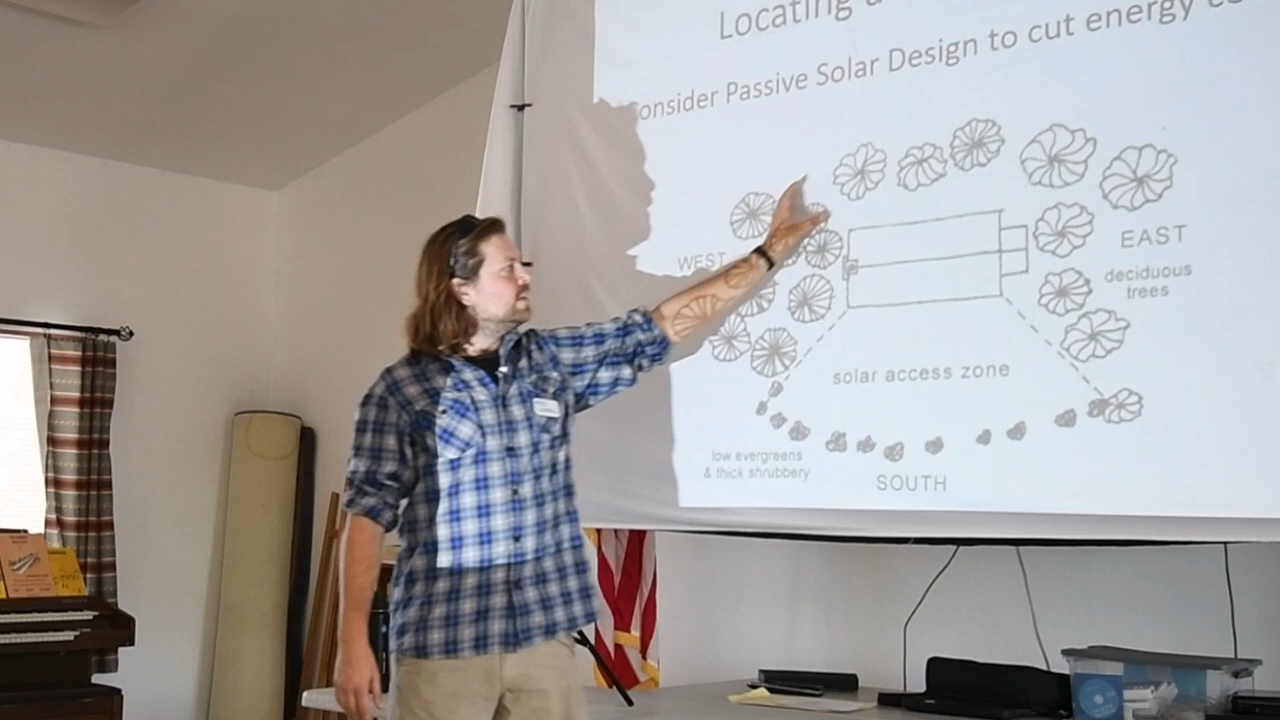 Locating
Consider Passive Solar Design to cut energy
WEST
EAST
deciduous
trees
solar access zone
low evergreens
& thick shrubbery
SOUTH